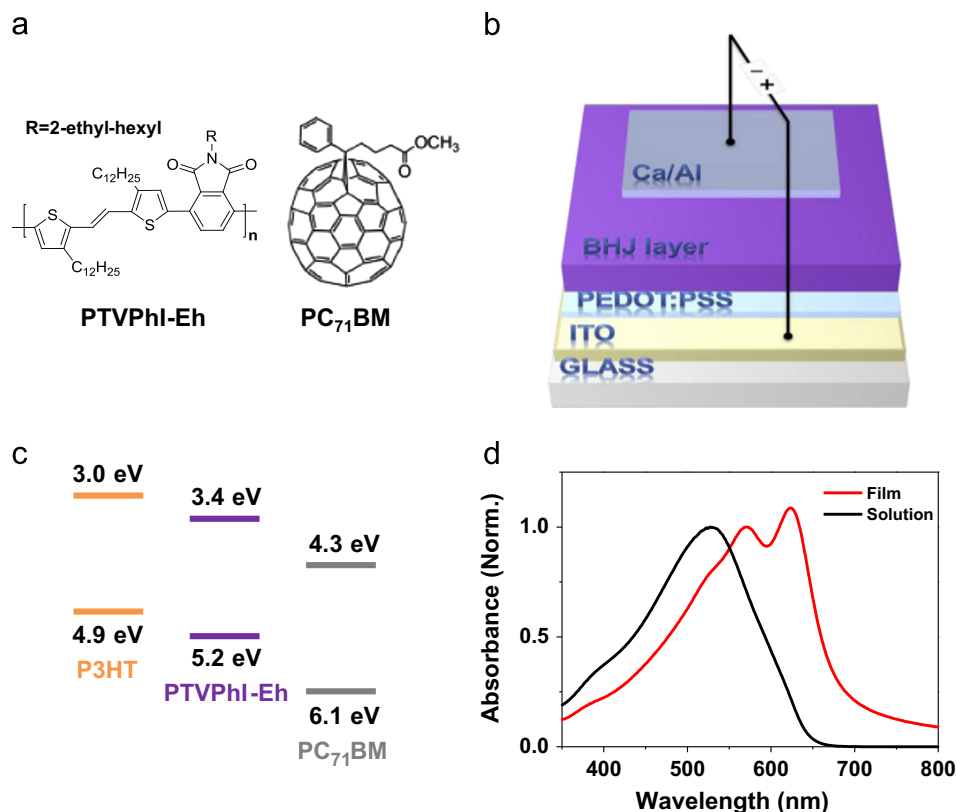 a
R=2-ethyl-hexyl
R
O
N
O
C₁₂H₂₅
S
S
n
C₁₂H₂₅
PTVPhI-Eh
OCH₃
O
PC₇₁BM
b
− +
Ca/Al
BHJ layer
PEDOT:PSS
ITO
GLASS
c
3.0 eV
3.4 eV
4.3 eV
4.9 eV
P3HT
5.2 eV
PTVPhI-Eh
6.1 eV
PC₇₁BM
d
Film
Solution
Absorbance (Norm.)
1.0
0.5
0.0
400 500 600 700 800
Wavelength (nm)